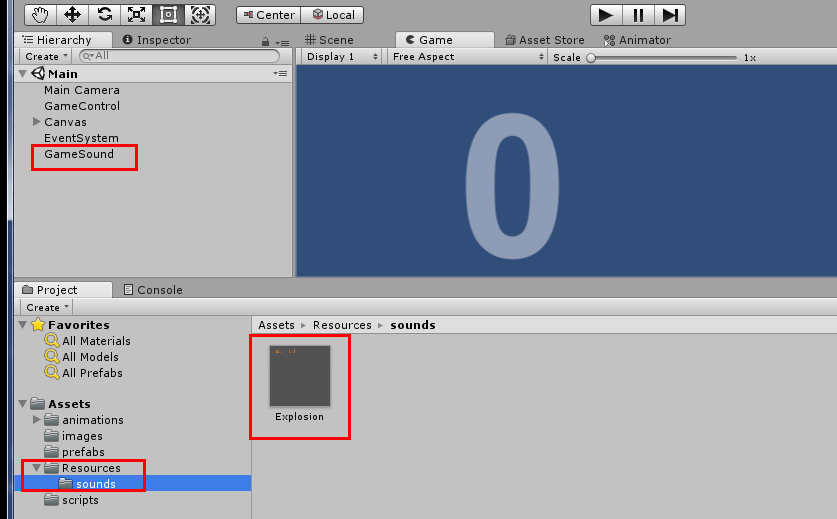 Center Local
Hierarchy Inspector
Scene Game Asset Store Animator
Create All
Display 1 Free Aspect Scale 1x
Main
Main Camera
GameControl
Canvas
EventSystem
GameSound
0
Project Console
Create
Favorites
All Materials
All Models
All Prefabs
Assets
animations
images
prefabs
Resources
sounds
scripts
Assets ▸ Resources ▸ sounds
Explosion